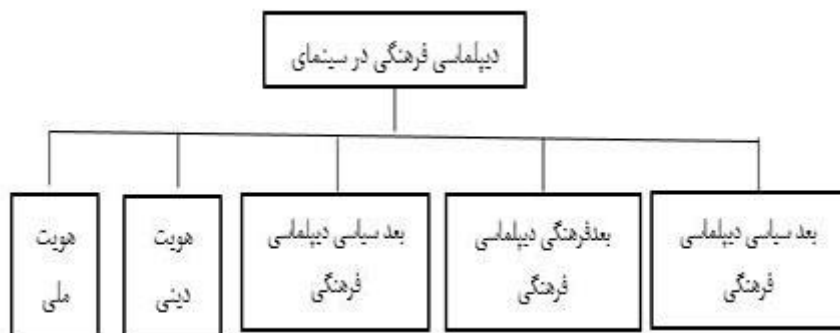 دیپلماسی فرهنگی در سینمای
بعد سیاسی دیپلماسی
فرهنگی
بعدفرهنگی دیپلماسی
فرهنگی
بعد سیاسی دیپلماسی
فرهنگی
هویت
دینی
هویت
ملی